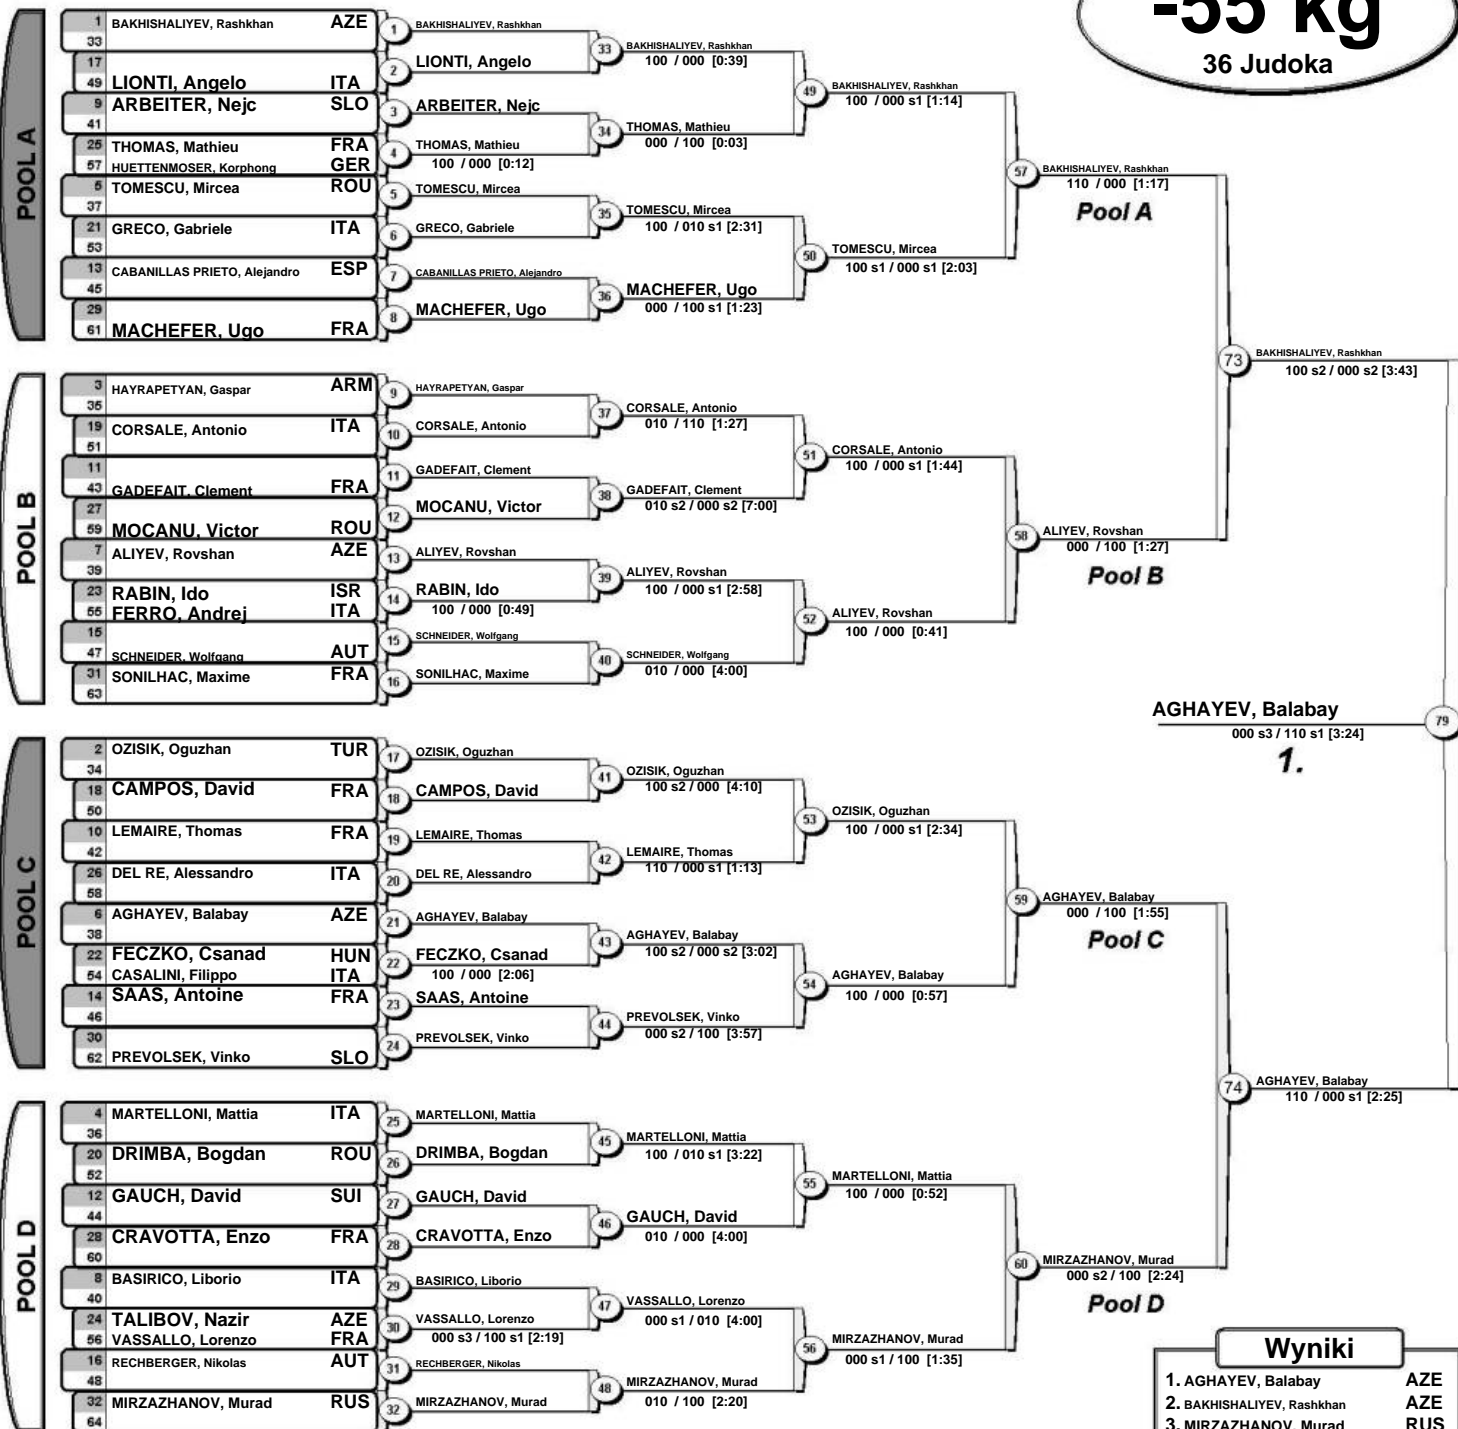 -55 kg
36 Judoka
POOL A
1 BAKHISHALIYEV, Rashkhan AZE
33
17
49 LIONTI, Angelo ITA
9 ARBEITER, Nejc SLO
41
25 THOMAS, Mathieu FRA
57 HUETTENMOSER, Korphong GER
5 TOMESCU, Mircea ROU
37
21 GRECO, Gabriele ITA
53
13 CABANILLAS PRIETO, Alejandro ESP
45
29
61 MACHEFER, Ugo FRA
1 BAKHISHALIYEV, Rashkhan
2 LIONTI, Angelo
3 ARBEITER, Nejc
4 THOMAS, Mathieu
100 / 000 [0:12]
5 TOMESCU, Mircea
6 GRECO, Gabriele
7 CABANILLAS PRIETO, Alejandro
8 MACHEFER, Ugo
33 BAKHISHALIYEV, Rashkhan
100 / 000 [0:39]
34 THOMAS, Mathieu
000 / 100 [0:03]
35 TOMESCU, Mircea
100 / 010 s1 [2:31]
36 MACHEFER, Ugo
000 / 100 s1 [1:23]
49 BAKHISHALIYEV, Rashkhan
100 / 000 s1 [1:14]
50 TOMESCU, Mircea
100 s1 / 000 s1 [2:03]
57 BAKHISHALIYEV, Rashkhan
110 / 000 [1:17]
Pool A
POOL B
3 HAYRAPETYAN, Gaspar ARM
35
19 CORSALE, Antonio ITA
51
11
43 GADEFAIT, Clement FRA
27
59 MOCANU, Victor ROU
7 ALIYEV, Rovshan AZE
39
23 RABIN, Ido ISR
55 FERRO, Andrej ITA
15
47 SCHNEIDER, Wolfgang AUT
31 SONILHAC, Maxime FRA
63
9 HAYRAPETYAN, Gaspar
10 CORSALE, Antonio
11 GADEFAIT, Clement
12 MOCANU, Victor
13 ALIYEV, Rovshan
14 RABIN, Ido
100 / 000 [0:49]
15 SCHNEIDER, Wolfgang
16 SONILHAC, Maxime
37 CORSALE, Antonio
010 / 110 [1:27]
38 GADEFAIT, Clement
010 s2 / 000 s2 [7:00]
39 ALIYEV, Rovshan
100 / 000 s1 [2:58]
40 SCHNEIDER, Wolfgang
010 / 000 [4:00]
51 CORSALE, Antonio
100 / 000 s1 [1:44]
52 ALIYEV, Rovshan
100 / 000 [0:41]
58 ALIYEV, Rovshan
000 / 100 [1:27]
Pool B
73 BAKHISHALIYEV, Rashkhan
100 s2 / 000 s2 [3:43]
AGHAYEV, Balabay 79
000 s3 / 110 s1 [3:24]
1.
POOL C
2 OZISIK, Oguzhan TUR
34
18 CAMPOS, David FRA
50
10 LEMAIRE, Thomas FRA
42
26 DEL RE, Alessandro ITA
58
6 AGHAYEV, Balabay AZE
38
22 FECZKO, Csanad HUN
54 CASALINI, Filippo ITA
14 SAAS, Antoine FRA
46
30
62 PREVOLSEK, Vinko SLO
17 OZISIK, Oguzhan
18 CAMPOS, David
19 LEMAIRE, Thomas
20 DEL RE, Alessandro
21 AGHAYEV, Balabay
22 FECZKO, Csanad
100 / 000 [2:06]
23 SAAS, Antoine
24 PREVOLSEK, Vinko
41 OZISIK, Oguzhan
100 s2 / 000 [4:10]
42 LEMAIRE, Thomas
110 / 000 s1 [1:13]
43 AGHAYEV, Balabay
100 s2 / 000 s2 [3:02]
44 PREVOLSEK, Vinko
000 s2 / 100 [3:57]
53 OZISIK, Oguzhan
100 / 000 s1 [2:34]
54 AGHAYEV, Balabay
100 / 000 [0:57]
59 AGHAYEV, Balabay
000 / 100 [1:55]
Pool C
POOL D
4 MARTELLONI, Mattia ITA
36
20 DRIMBA, Bogdan ROU
52
12 GAUCH, David SUI
44
28 CRAVOTTA, Enzo FRA
60
8 BASIRICO, Liborio ITA
40
24 TALIBOV, Nazir AZE
56 VASSALLO, Lorenzo FRA
16 RECHBERGER, Nikolas AUT
48
32 MIRZAZHANOV, Murad RUS
64
25 MARTELLONI, Mattia
26 DRIMBA, Bogdan
27 GAUCH, David
28 CRAVOTTA, Enzo
29 BASIRICO, Liborio
30 VASSALLO, Lorenzo
000 s3 / 100 s1 [2:19]
31 RECHBERGER, Nikolas
32 MIRZAZHANOV, Murad
45 MARTELLONI, Mattia
100 / 010 s1 [3:22]
46 GAUCH, David
010 / 000 [4:00]
47 VASSALLO, Lorenzo
000 s1 / 010 [4:00]
48 MIRZAZHANOV, Murad
010 / 100 [2:20]
55 MARTELLONI, Mattia
100 / 000 [0:52]
56 MIRZAZHANOV, Murad
000 s1 / 100 [1:35]
60 MIRZAZHANOV, Murad
000 s2 / 100 [2:24]
Pool D
74 AGHAYEV, Balabay
110 / 000 s1 [2:25]
Wyniki
1. AGHAYEV, Balabay AZE
2. BAKHISHALIYEV, Rashkhan AZE
3. MIRZAZHANOV, Murad RUS